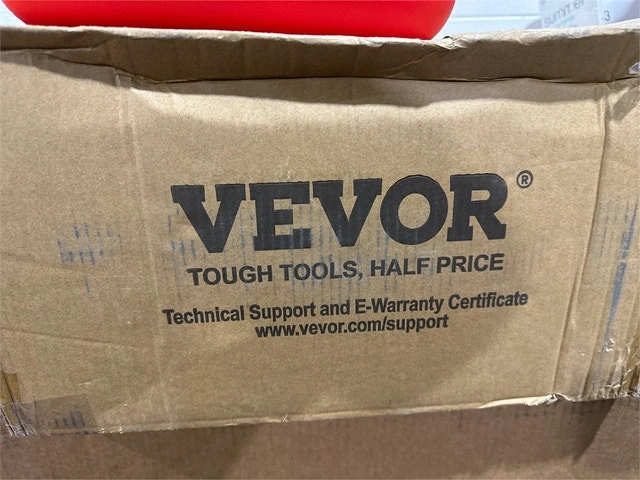 VEVOR®
TOUGH TOOLS, HALF PRICE
Technical Support and E-Warranty Certificate
www.vevor.com/support